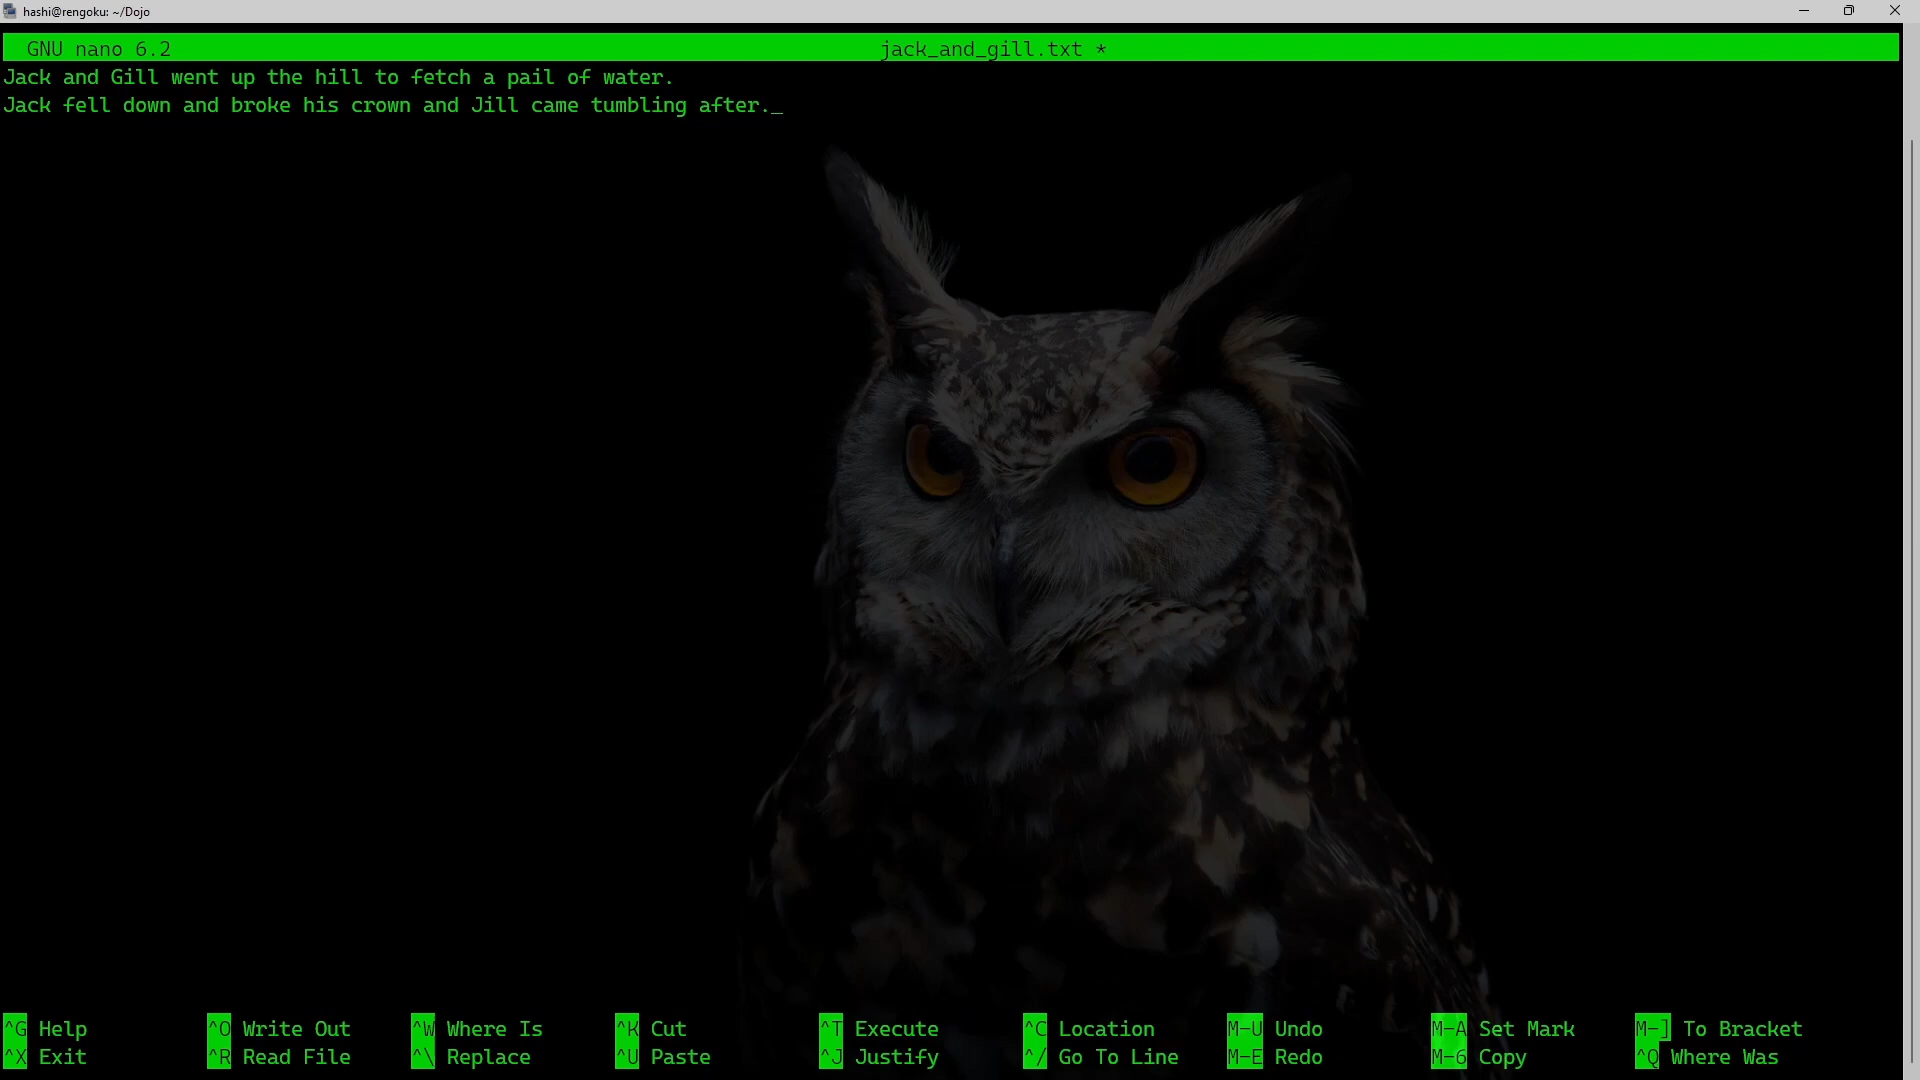 hashi@rengoku: ~/Dojo
GNU nano 6.2 jack_and_gill.txt *
Jack and Gill went up the hill to fetch a pail of water.
Jack fell down and broke his crown and Jill came tumbling after._
^G Help ^O Write Out ^W Where Is ^K Cut ^T Execute ^C Location M-U Undo M-A Set Mark M-] To Bracket
^X Exit ^R Read File ^\ Replace ^U Paste ^J Justify ^/ Go To Line M-E Redo M-6 Copy ^Q Where Was